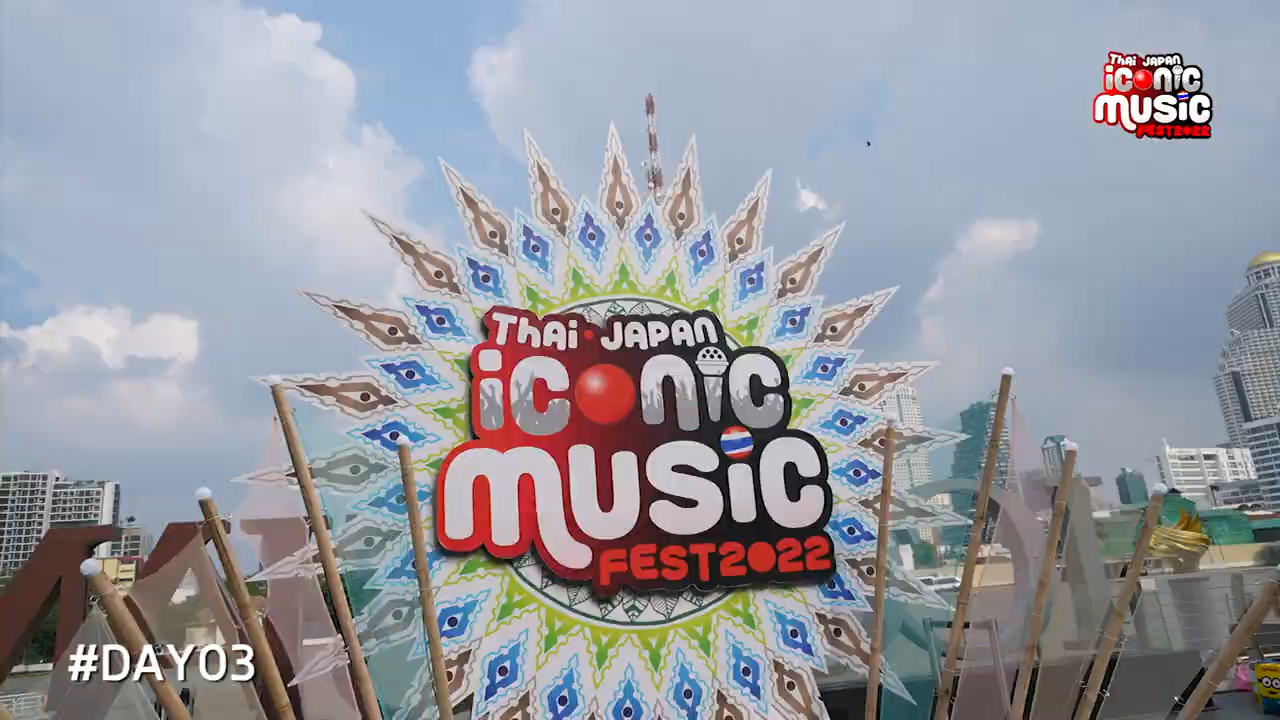 Thai JAPAN
iconic
music
FEST2022
Thai • JAPAN
iconic
music
FEST2022
#DAY03